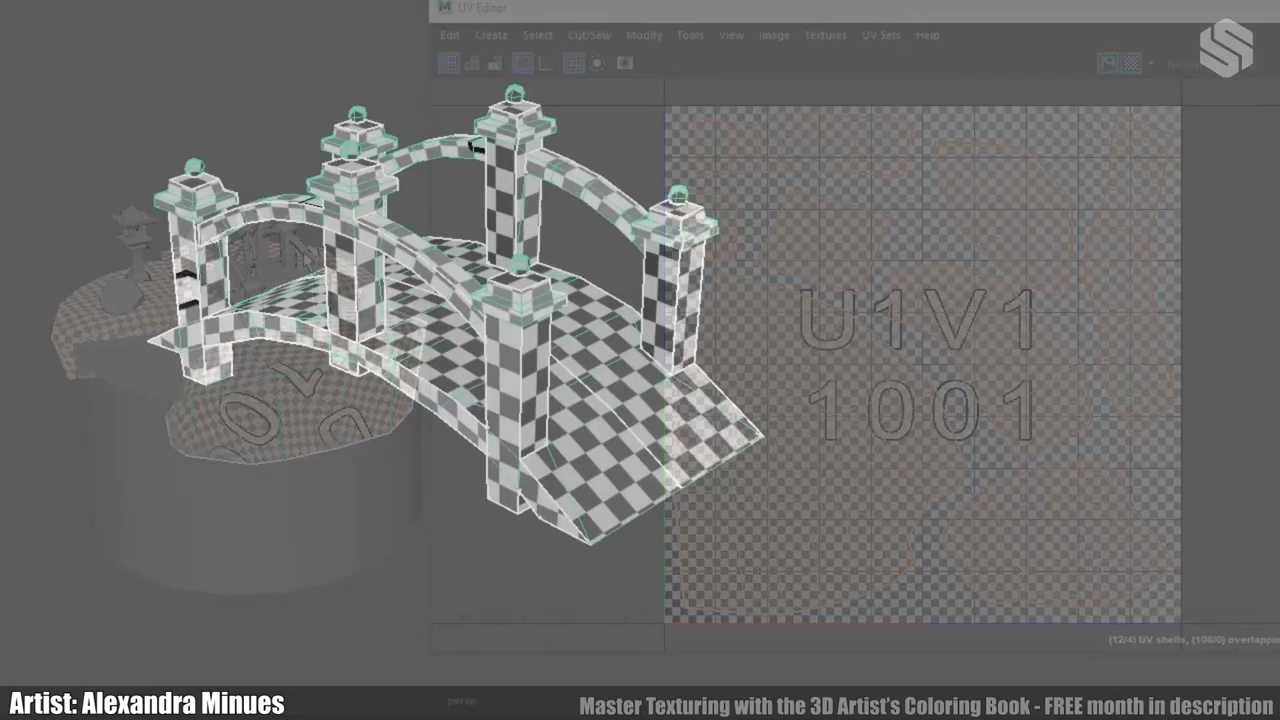 UV Editor
Edit Create Select Cut/Sew Modify Tools View Image Textures UV Sets Help
U1V1
1001
(12/4) UV shells, (108/0) overlapping
persp
Artist: Alexandra Minues
Master Texturing with the 3D Artist's Coloring Book - FREE month in description